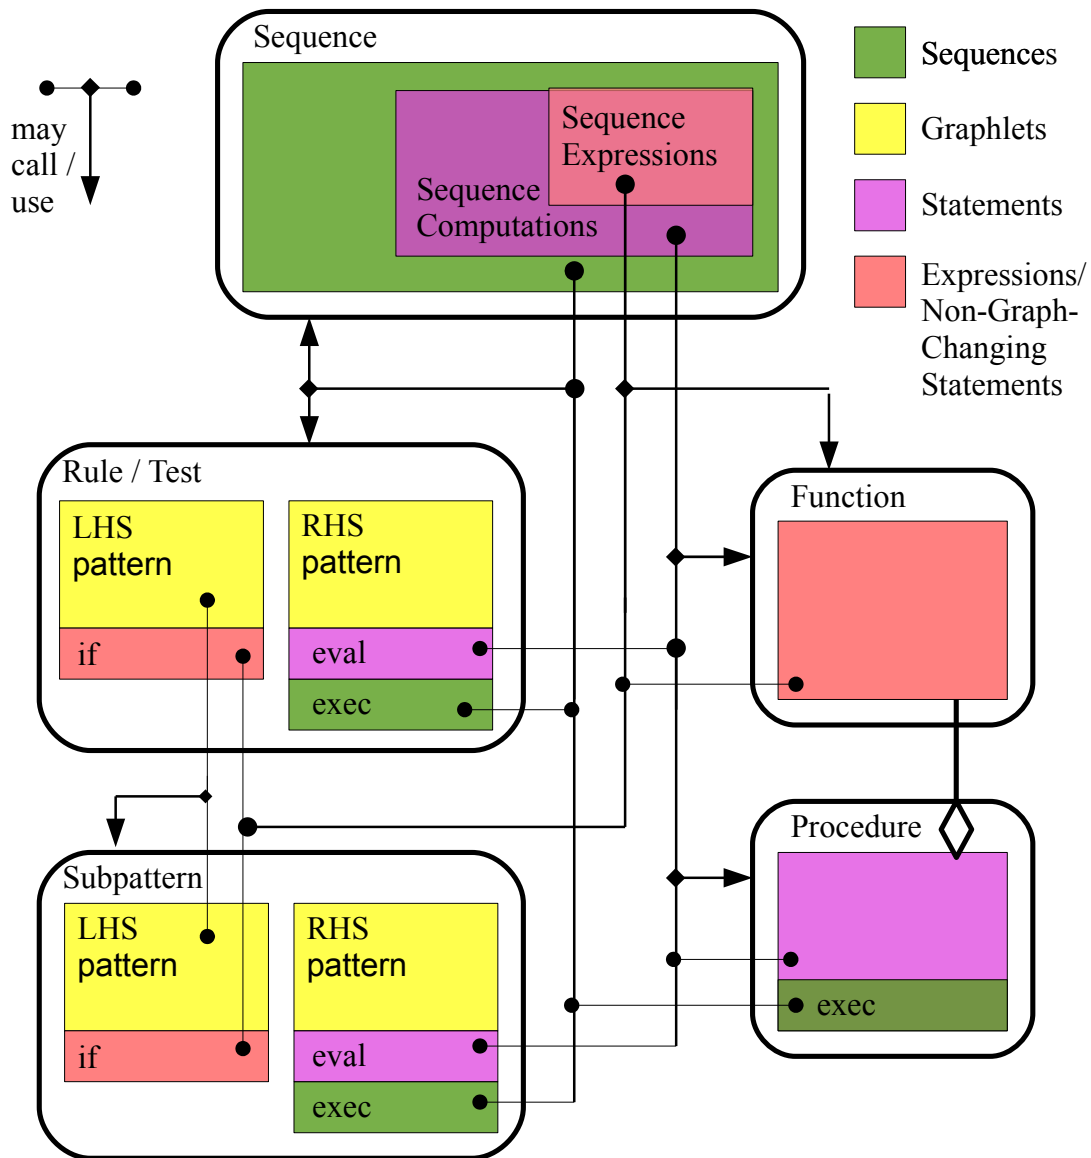 Sequence
Sequence
Expressions
Sequence
Computations
may
call /
use
Sequences
Graphlets
Statements
Expressions/
Non-Graph-
Changing
Statements
Rule / Test
LHS
pattern
if
RHS
pattern
eval
exec
Function
Procedure
exec
Subpattern
LHS
pattern
if
RHS
pattern
eval
exec